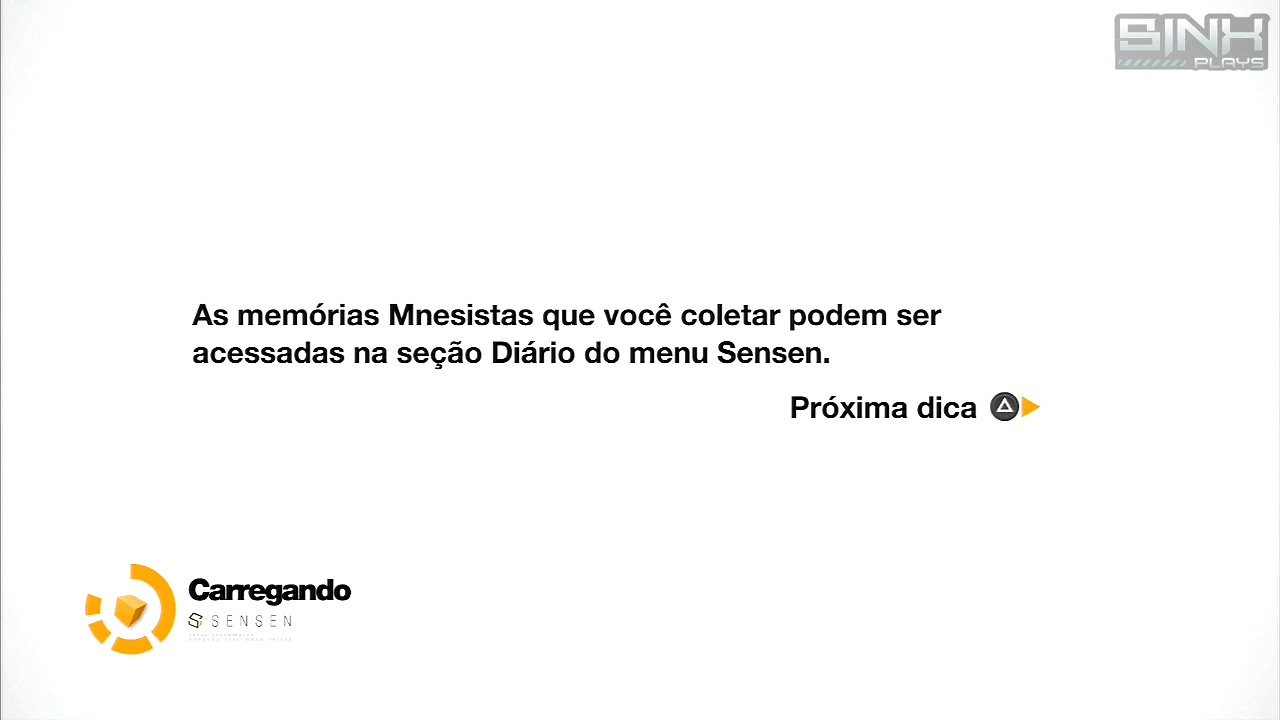 SINX
PLAYS
As memórias Mnesistas que você coletar podem ser
acessadas na seção Diário do menu Sensen.
Próxima dica
Carregando
SENSEN